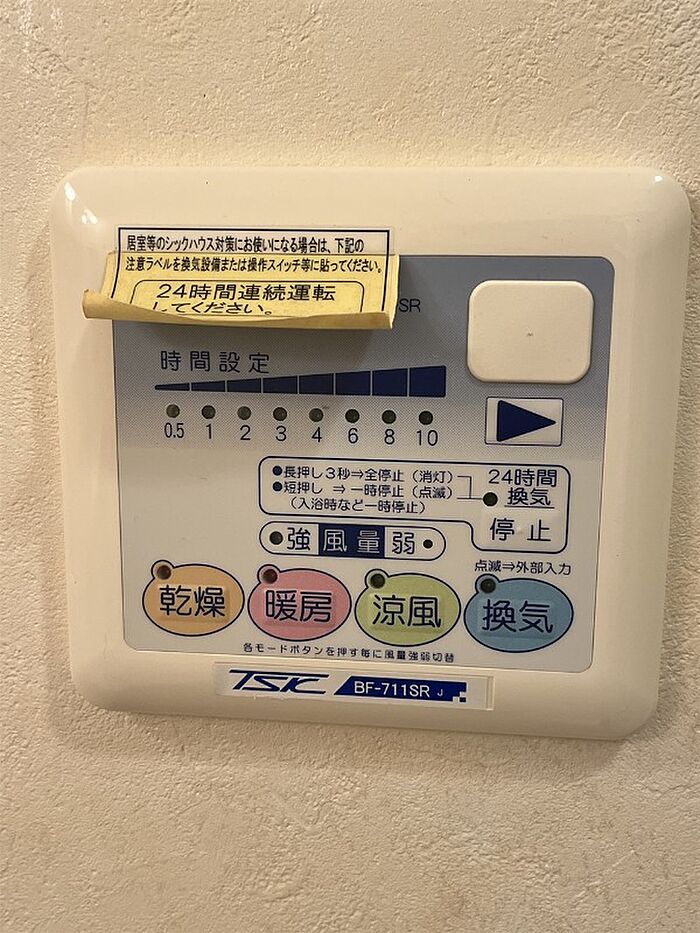 居室等のシックハウス対策にお使いになる場合は、下記の
注意ラベルを換気設備または操作スイッチ等に貼ってください。
24時間連続運転
してください。
SR
時間設定
0.5 1 2 3 4 6 8 10
●長押し3秒⇒全停止（消灯）
●短押し ⇒一時停止（点滅）
（入浴時など一時停止）
24時間
換気
停止
強 風量 弱
点滅⇒外部入力
乾燥 暖房 涼風 換気
各モードボタンを押す毎に風量強弱切替
TSK BF-711SR J